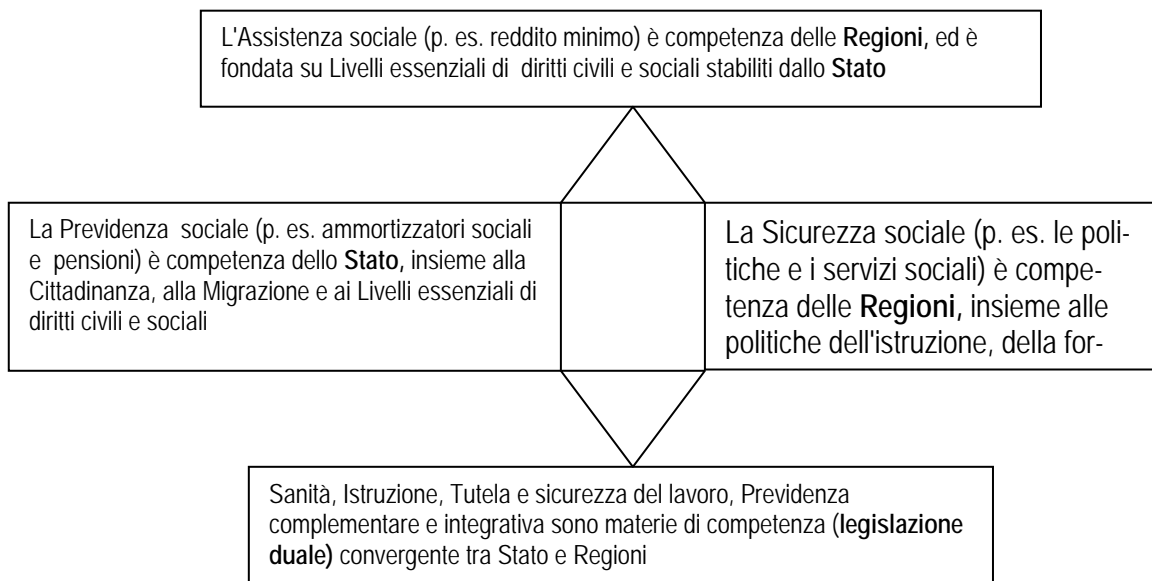 L'Assistenza sociale (p. es. reddito minimo) è competenza delle Regioni, ed è
fondata su Livelli essenziali di diritti civili e sociali stabiliti dallo Stato
La Previdenza sociale (p. es. ammortizzatori sociali
e pensioni) è competenza dello Stato, insieme alla
Cittadinanza, alla Migrazione e ai Livelli essenziali di
diritti civili e sociali
La Sicurezza sociale (p. es. le poli-
tiche e i servizi sociali) è compe-
tenza delle Regioni, insieme alle
politiche dell'istruzione, della for-
Sanità, Istruzione, Tutela e sicurezza del lavoro, Previdenza
complementare e integrativa sono materie di competenza (legislazione
duale) convergente tra Stato e Regioni